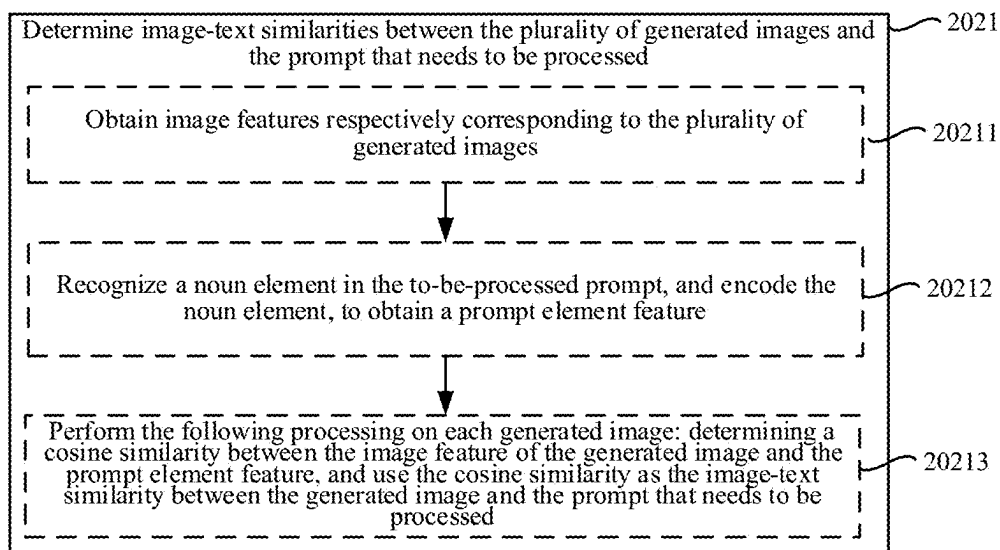 Determine image-text similarities between the plurality of generated images and
the prompt that needs to be processed
2021
Obtain image features respectively corresponding to the plurality of
generated images
20211
Recognize a noun element in the to-be-processed prompt, and encode the
noun element, to obtain a prompt element feature
20212
Perform the following processing on each generated image: determining a
cosine similarity between the image feature of the generated image and
the prompt element feature, and use the cosine similarity as the image-text
similarity between the generated image and the prompt that needs to be
processed
20213